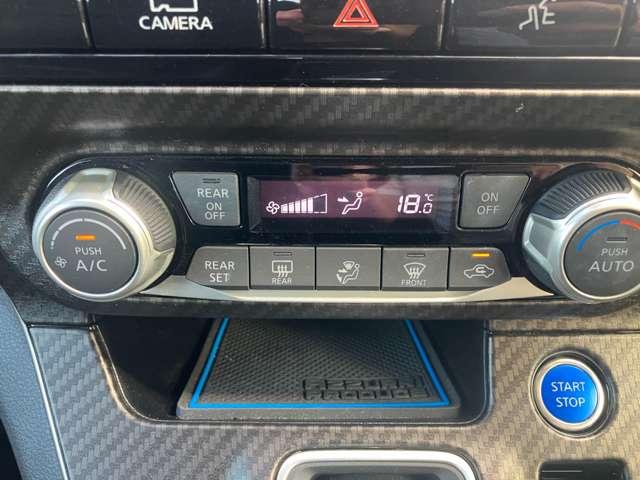 CAMERA
REAR
ON
OFF
18.0
°C
ON
OFF
PUSH
A/C
REAR
SET
REAR
FRONT
PUSH
AUTO
START
STOP